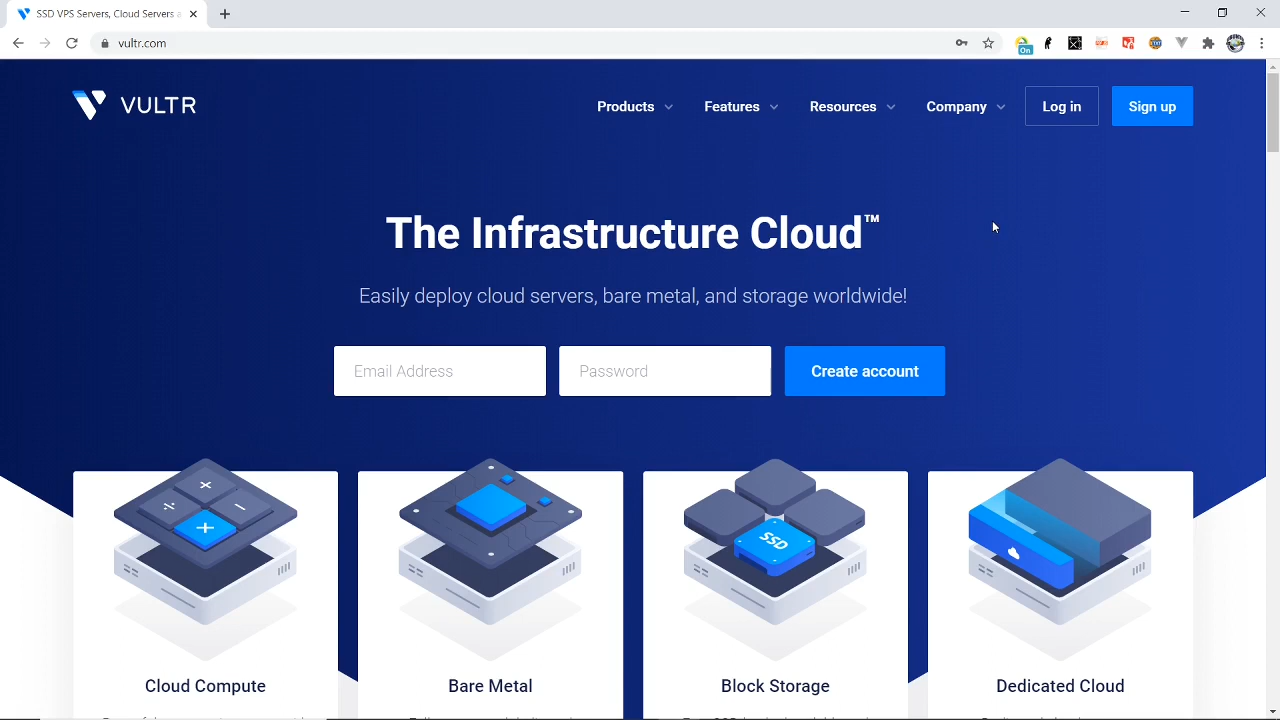 SSD VPS Servers, Cloud Servers a
vultr.com
On
VULTR
Products
Features
Resources
Company
Log in
Sign up
The Infrastructure Cloud™
Easily deploy cloud servers, bare metal, and storage worldwide!
Email Address
Password
Create account
SSD
Cloud Compute
Bare Metal
Block Storage
Dedicated Cloud